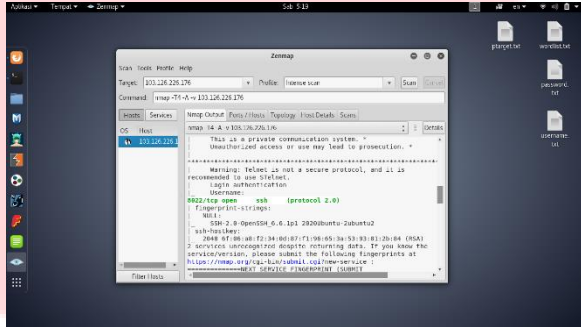 Aplikasi Tempat Zenmap Sab 5:19 en
ptarget.txt wordlist.txt
password.txt
username.txt
Zenmap
Scan Tools Profile Help
Target: 103.126.226.176 Profile: Intense scan Scan Cancel
Command: nmap -T4 -A -v 103.126.226.176
Hosts Services Nmap Output Ports / Hosts Topology Host Details Scans
OS Host nmap -T4 -A -v 103.126.226.176 Details
103.126.226.1
| This is a private communication system. *
| Unauthorized access or use may lead to prosecution. *
| Warning: Telnet is not a secure protocol, and it is
recommended to use STelnet.
| Login authentication
|_ Username:
8022/tcp open ssh (protocol 2.0)
| fingerprint-strings:
| NULL:
|_ SSH-2.0-OpenSSH_6.6.1p1 2020Ubuntu-2ubuntu2
| ssh-hostkey:
2 services unrecognized despite returning data. If you know the
service/version, please submit the following fingerprints at
https://nmap.org/cgi-bin/submit.cgi?new-service :
==============NEXT SERVICE FINGERPRINT (SUBMIT
Filter Hosts